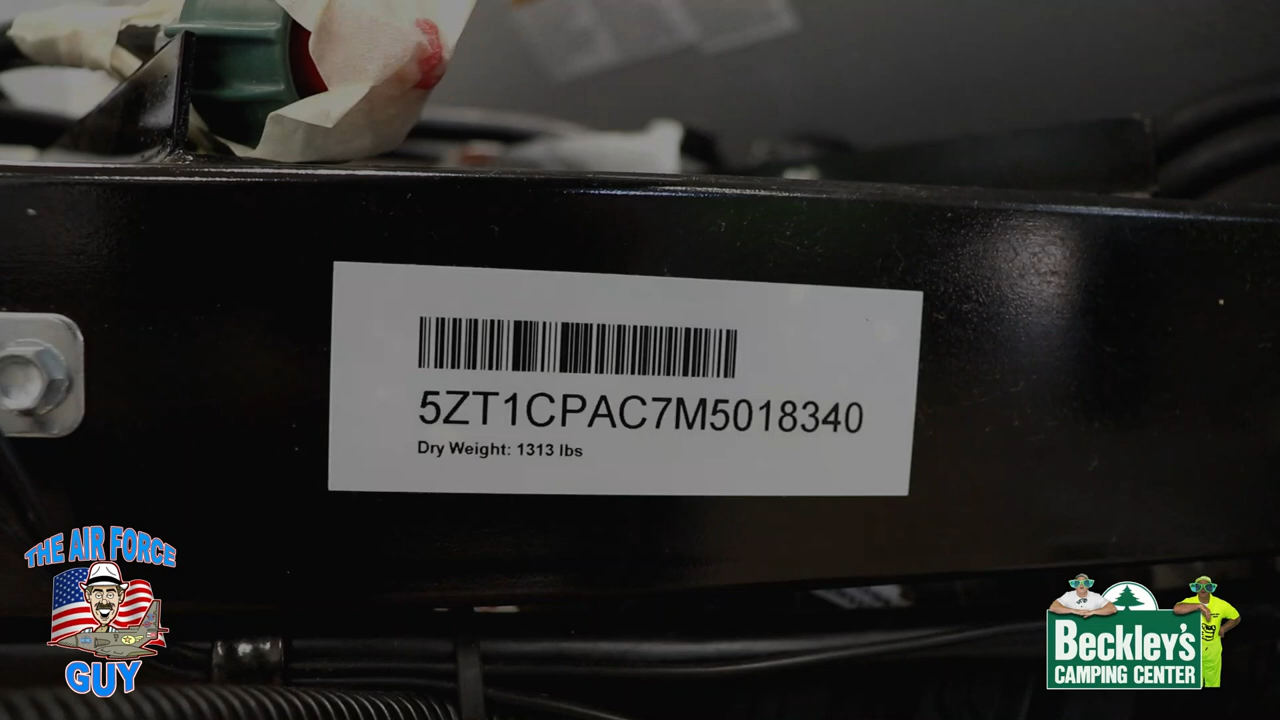 5ZT1CPAC7M5018340
Dry Weight: 1313 lbs
THE AIR FORCE
GUY
Beckley's
CAMPING CENTER